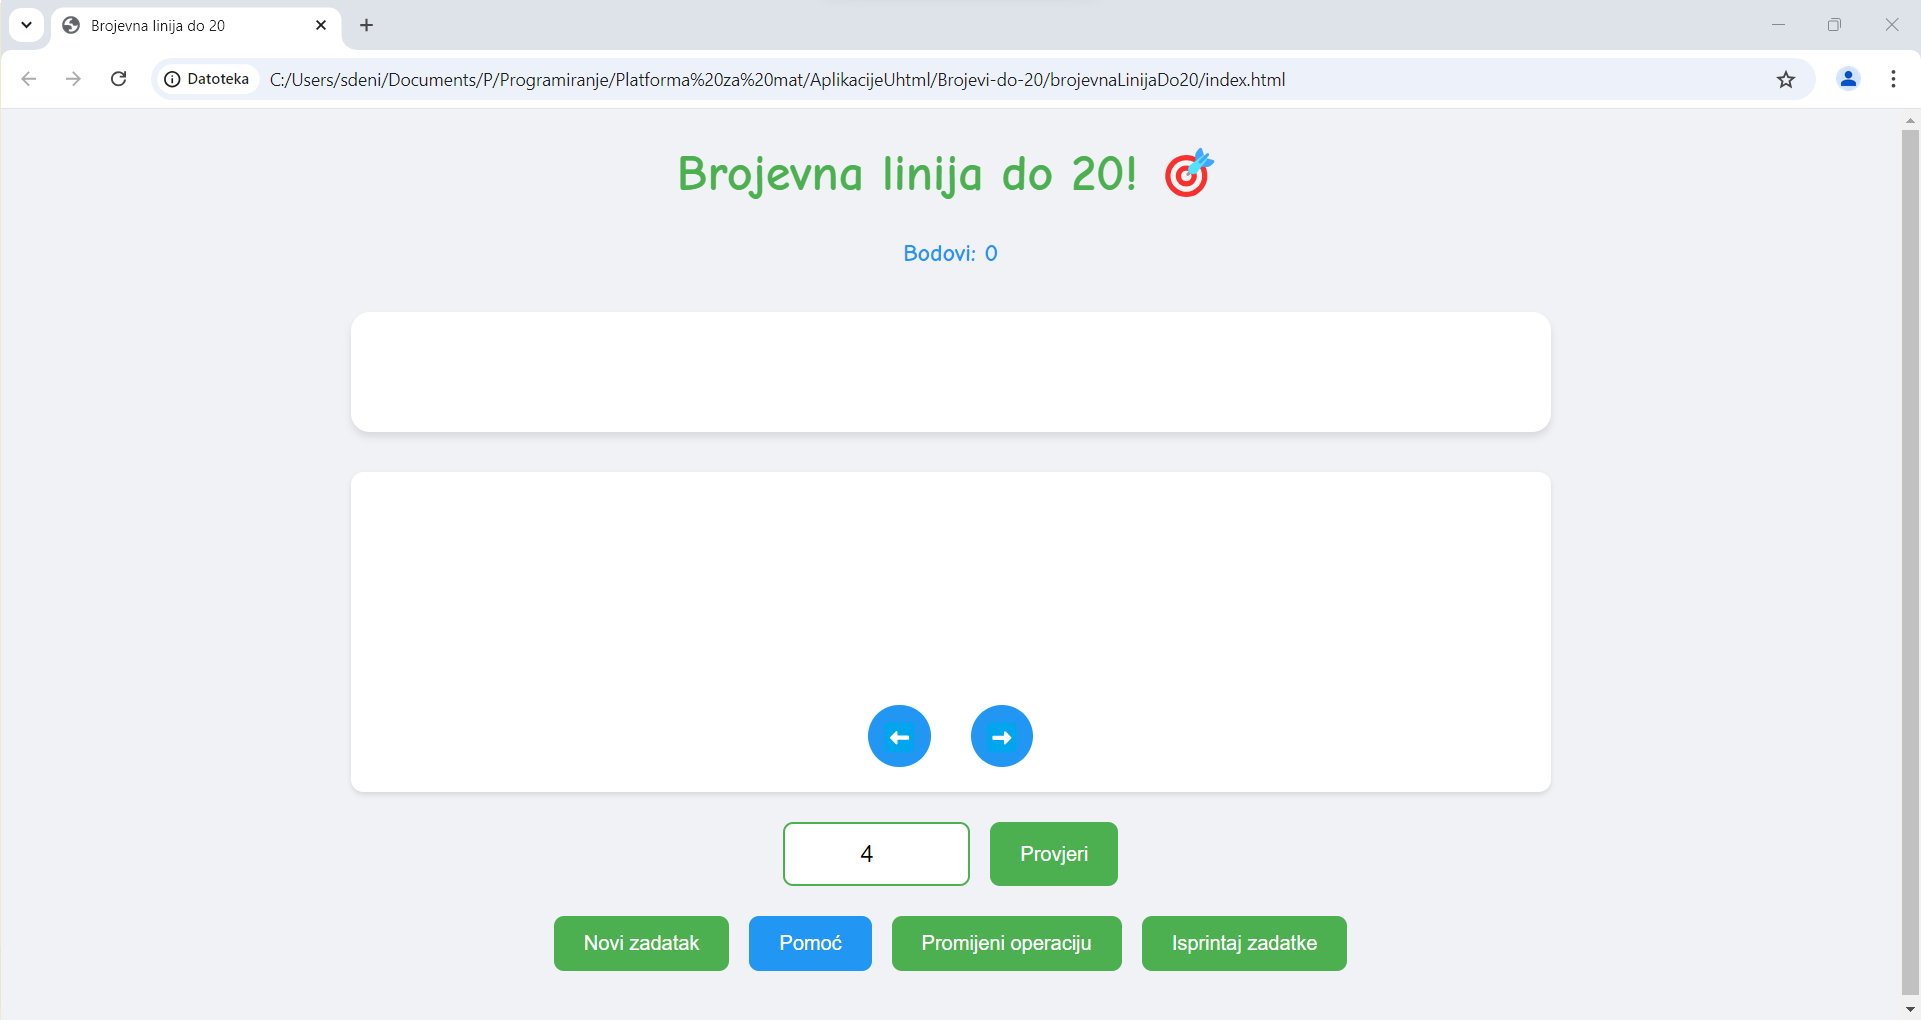 Brojevna linija do 20
Datoteka
C:/Users/sdeni/Documents/P/Programiranje/Platforma%20za%20mat/AplikacijeUhtml/Brojevi-do-20/brojevnaLinijaDo20/index.html
Brojevna linija do 20! 🎯
Bodovi: 0
4 Provjeri
Novi zadatak Pomoć Promijeni operaciju Isprintaj zadatke